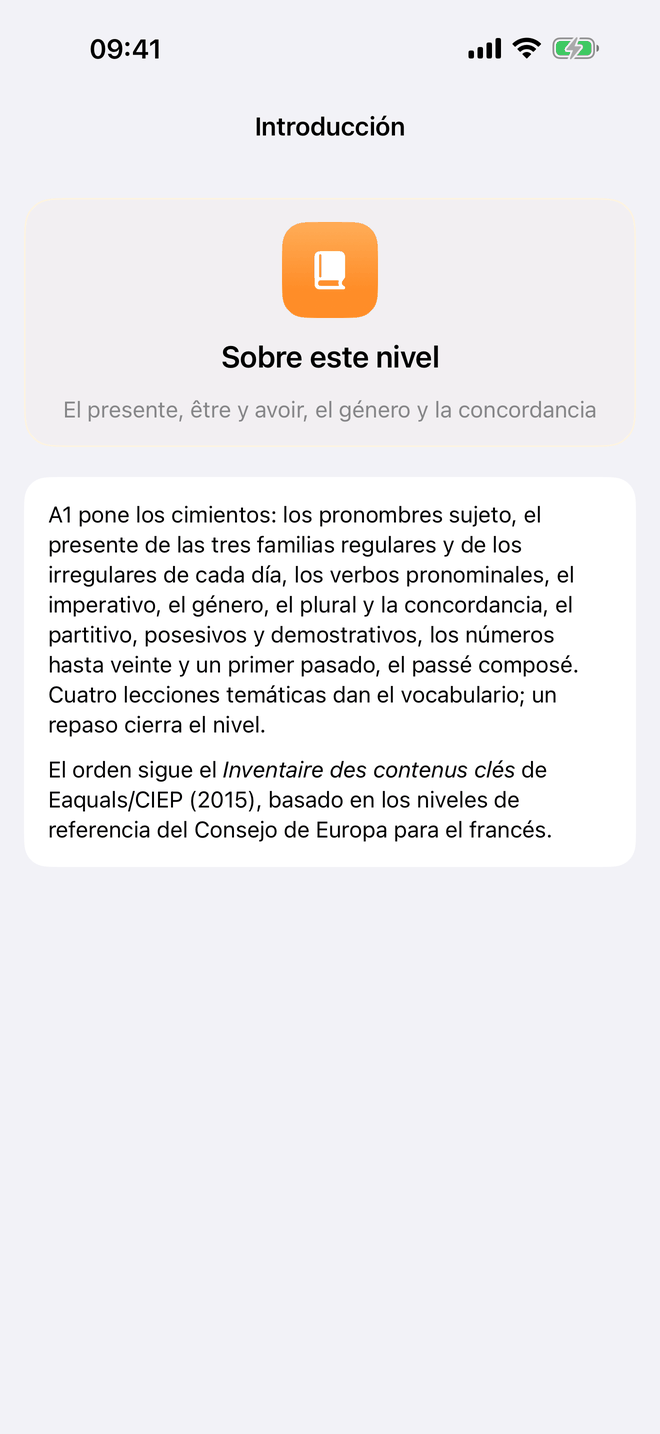 09:41
Introducción
Sobre este nivel
El presente, être y avoir, el género y la concordancia
A1 pone los cimientos: los pronombres sujeto, el
presente de las tres familias regulares y de los
irregulares de cada día, los verbos pronominales, el
imperativo, el género, el plural y la concordancia, el
partitivo, posesivos y demostrativos, los números
hasta veinte y un primer pasado, el passé composé.
Cuatro lecciones temáticas dan el vocabulario; un
repaso cierra el nivel.
El orden sigue el Inventaire des contenus clés de
Eaquals/CIEP (2015), basado en los niveles de
referencia del Consejo de Europa para el francés.